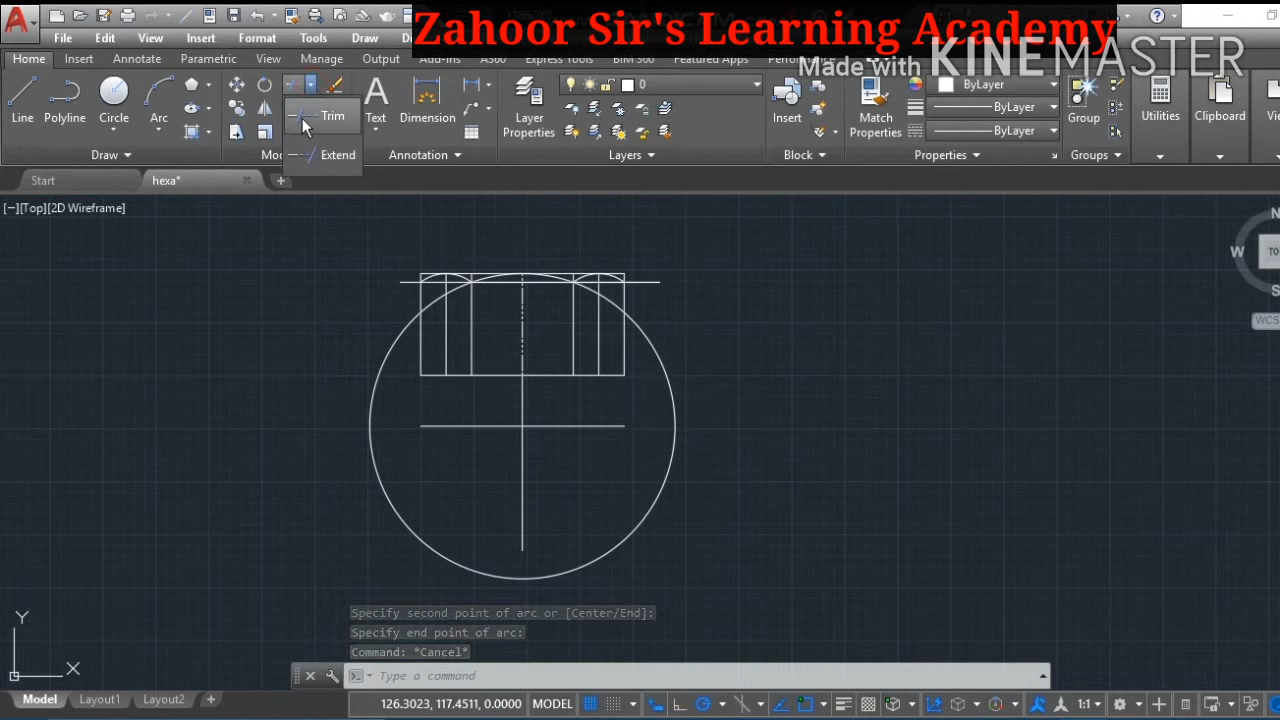 Zahoor Sir's Learning Academy
Made with KINEMASTER
File Edit View Insert Format Tools Draw
Home Insert Annotate Parametric View Manage Output Add-ins A360 Express Tools BIM 360 Featured Apps
Line Polyline Circle Arc
Trim
Extend
Text Dimension
Layer Properties
0
Insert
Match Properties
ByLayer
ByLayer
ByLayer
Group
Utilities
Clipboard
Draw
Annotation
Layers
Block
Properties
Groups
Start
hexa*
[−][Top][2D Wireframe]
N
W
S
WCS
Y
X
Specify second point of arc or [Center/End]:
Specify end point of arc:
Command: *Cancel*
Type a command
Model Layout1 Layout2
126.3023, 117.4511, 0.0000 MODEL 1:1